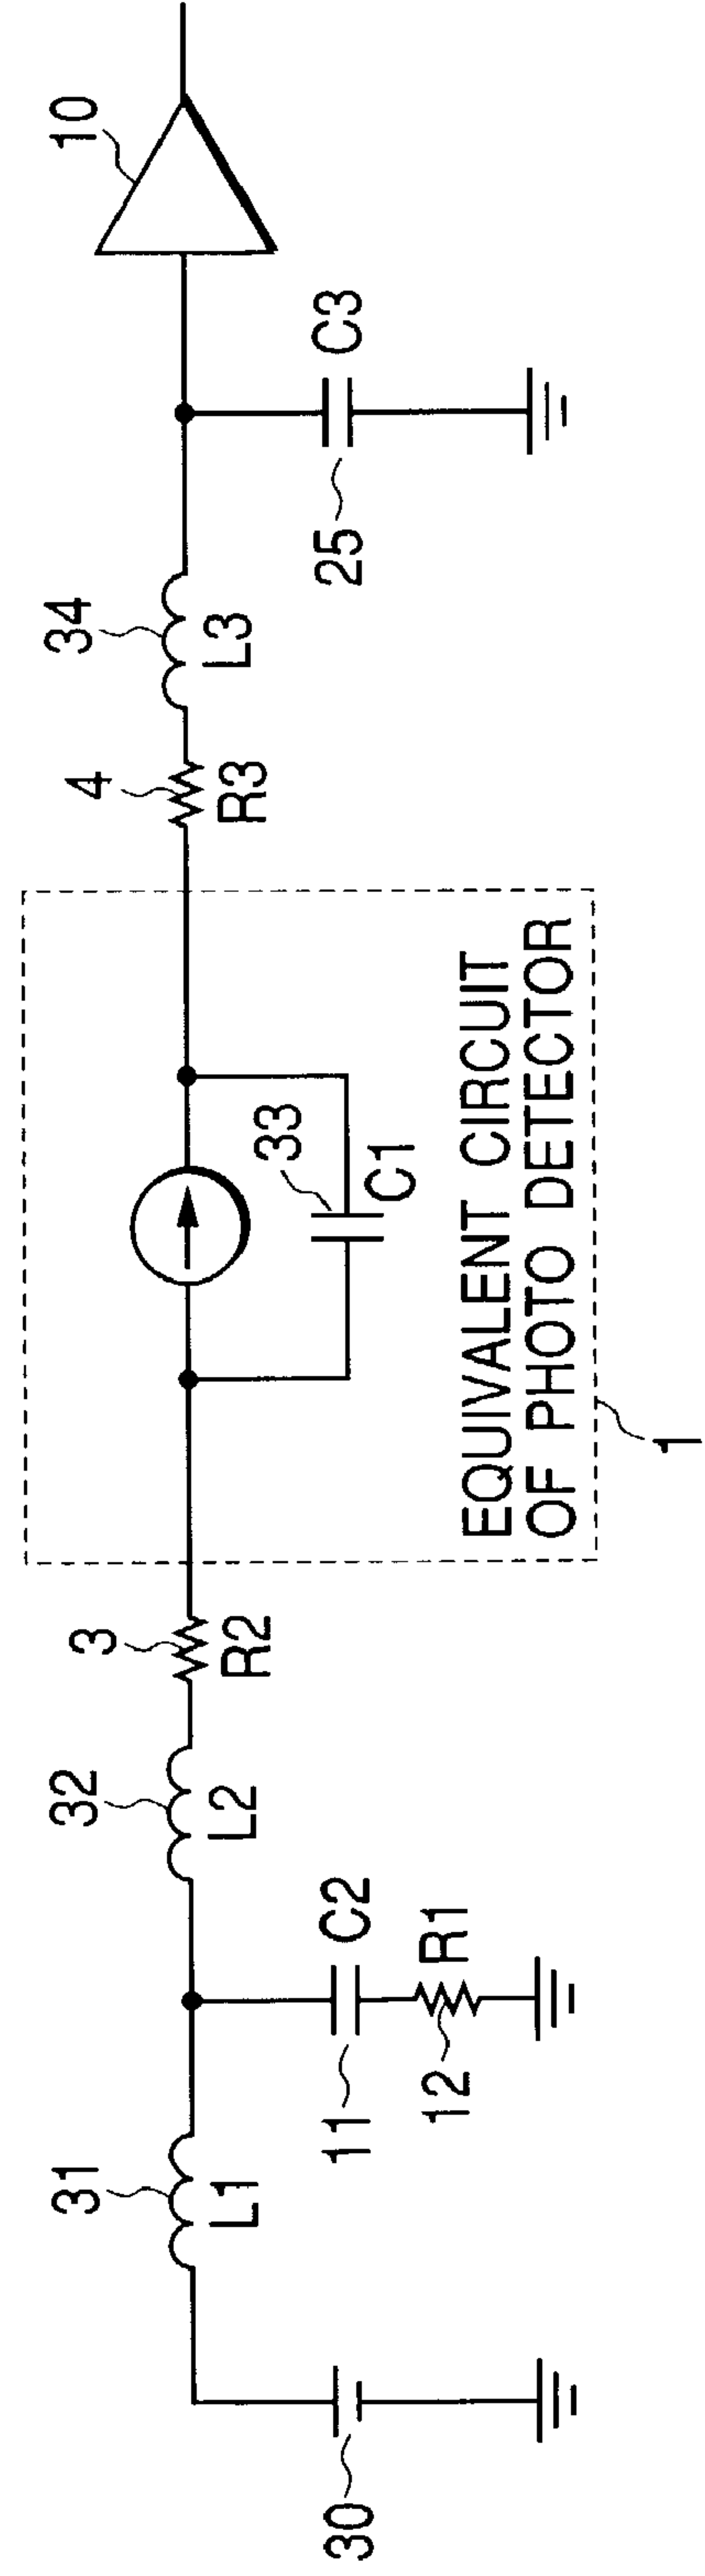 30
31
L1
11
C2
12
R1
32
L2
3
R2
33
C1
EQUIVALENT CIRCUIT
OF PHOTO DETECTOR
1
4
R3
34
L3
25
C3
10